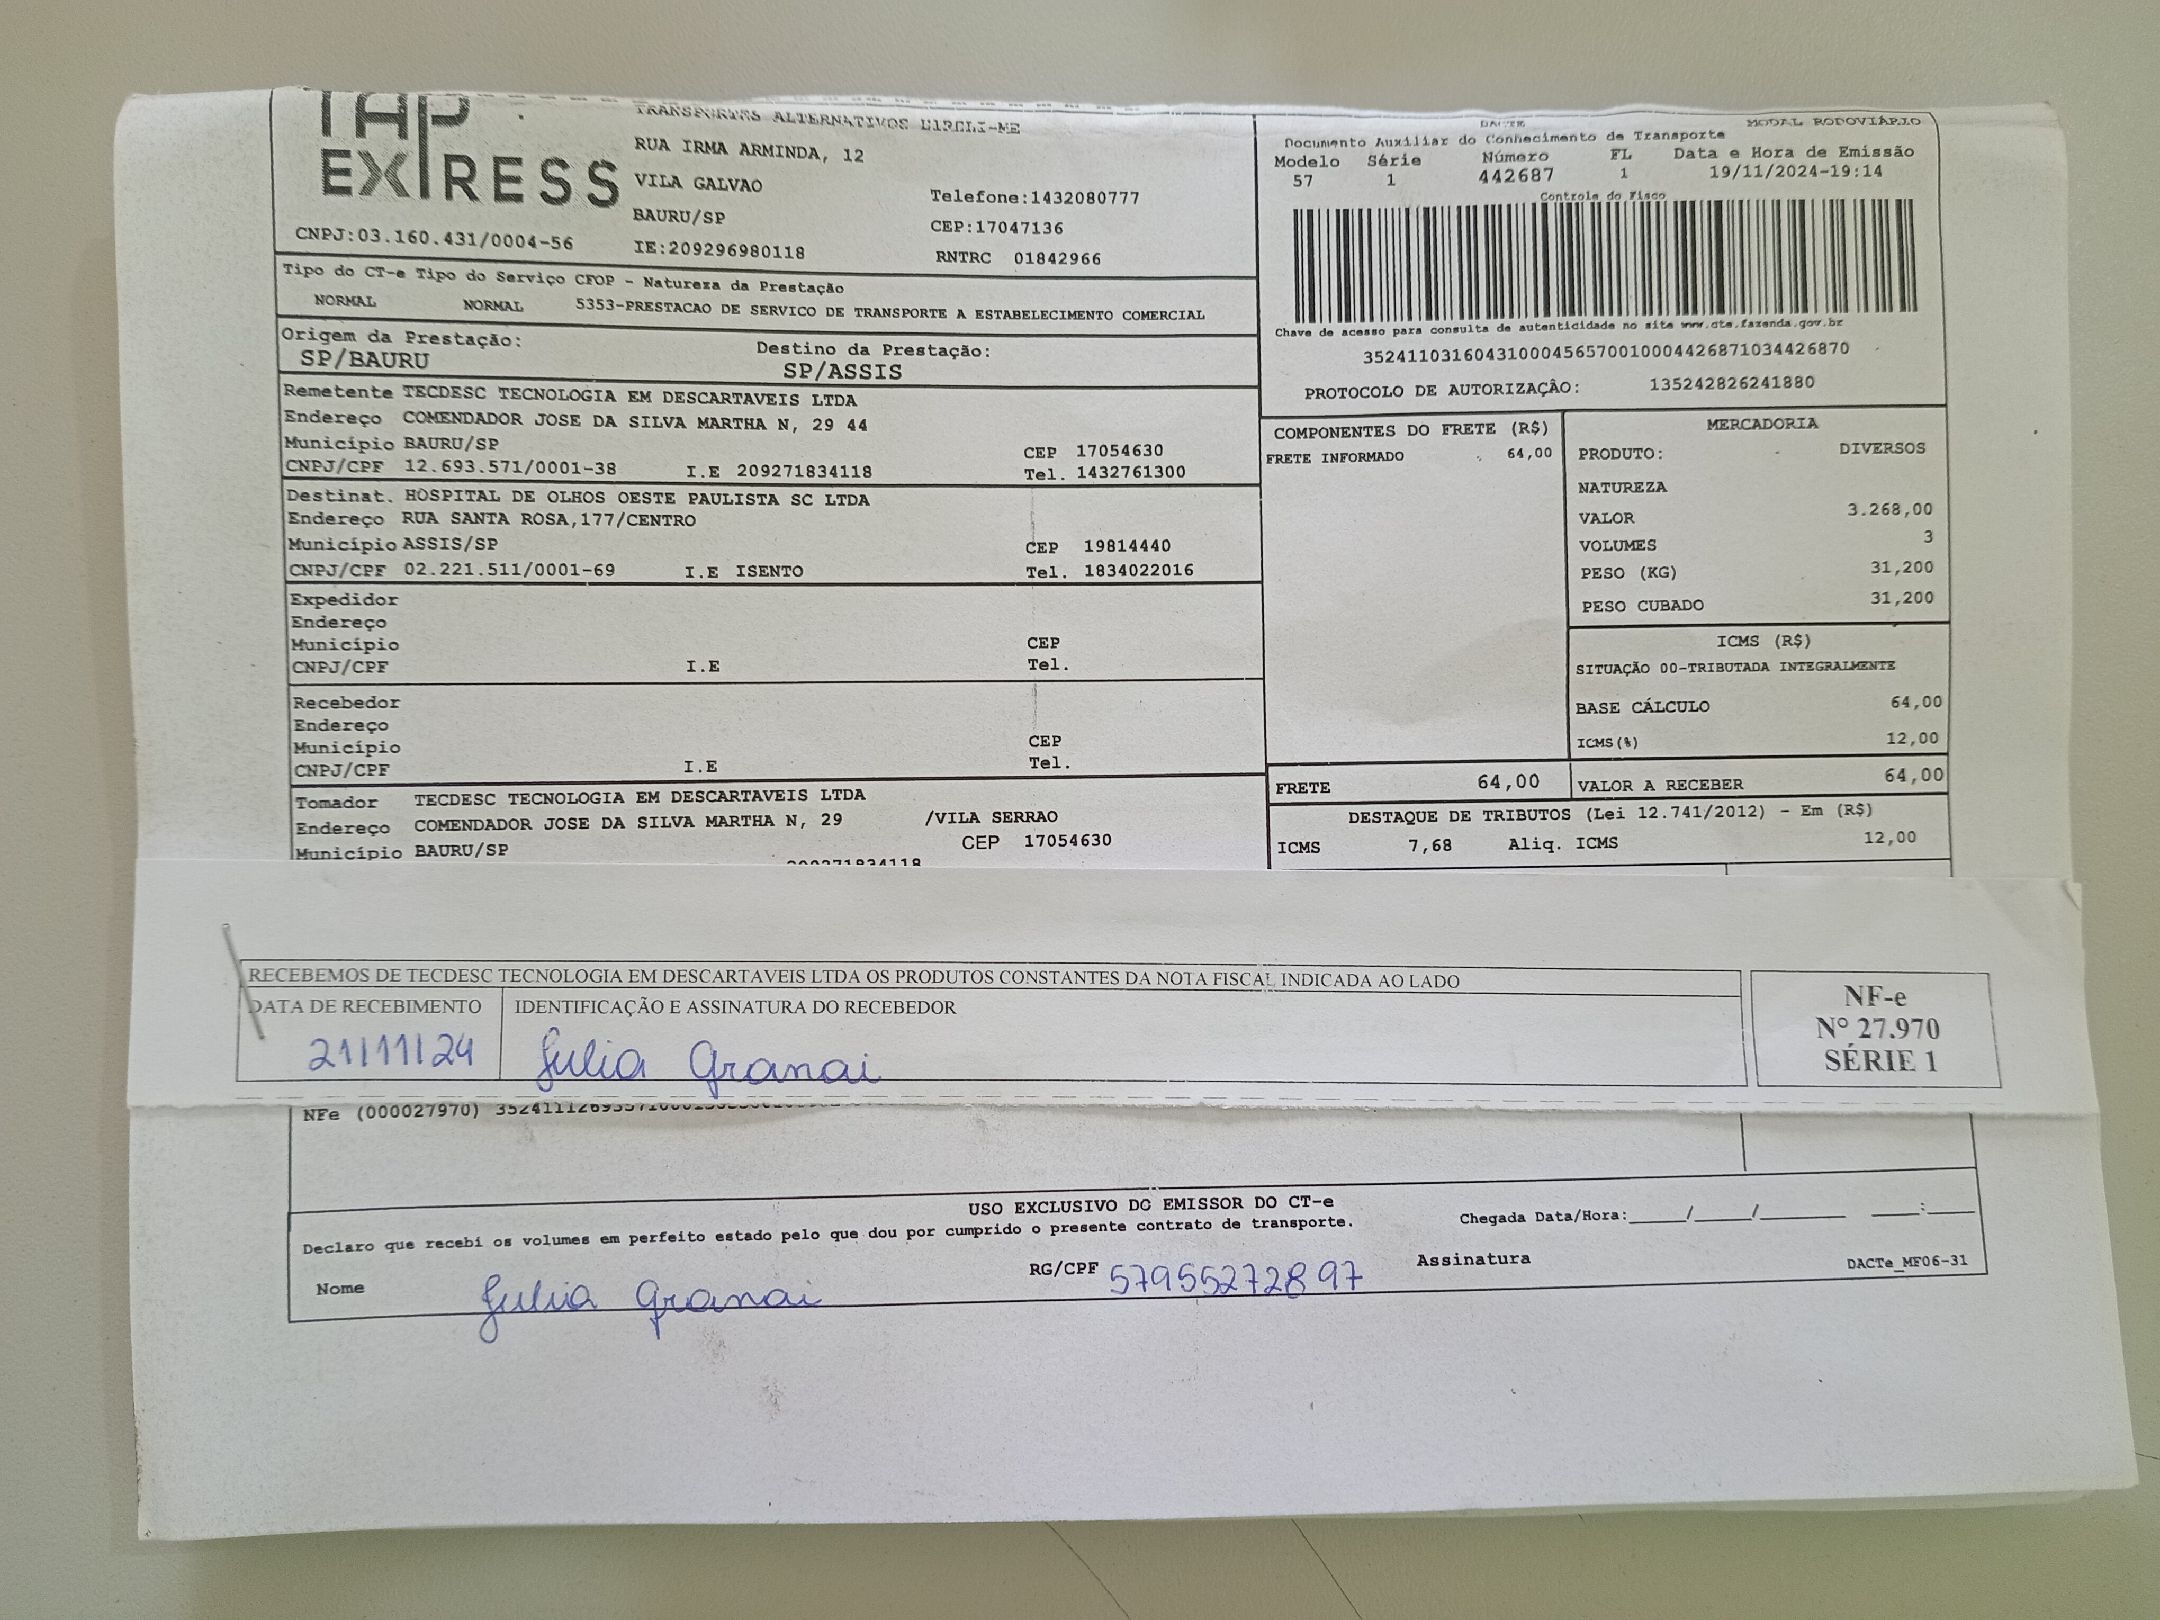 TAP
EXPRESS
TRANSPORTES ALTERNATIVOS EIRELI-ME
RUA IRMA ARMINDA, 12
VILA GALVAO
BAURU/SP
IE:209296980118
Telefone:1432080777
CEP:17047136
RNTRC 01842966
CNPJ:03.160.431/0004-56
DACTE
MODAL RODOVIÁRIO
Documento Auxiliar do Conhecimento de Transporte
Modelo Série Número FL Data e Hora de Emissão
57 1 442687 1 19/11/2024-19:14
Controle do Fisco
Chave de acesso para consulta de autenticidade no site www.cte.fazenda.gov.br
35241103160431000456570010004426871034426870
PROTOCOLO DE AUTORIZAÇÃO: 135242826241880
Tipo do CT-e Tipo do Serviço CFOP - Natureza da Prestação
NORMAL NORMAL 5353-PRESTACAO DE SERVICO DE TRANSPORTE A ESTABELECIMENTO COMERCIAL
Origem da Prestação: Destino da Prestação:
SP/BAURU SP/ASSIS
Remetente TECDESC TECNOLOGIA EM DESCARTAVEIS LTDA
Endereço COMENDADOR JOSE DA SILVA MARTHA N, 29 44
Município BAURU/SP CEP 17054630
CNPJ/CPF 12.693.571/0001-38 I.E 209271834118 Tel. 1432761300
Destinat. HOSPITAL DE OLHOS OESTE PAULISTA SC LTDA
Endereço RUA SANTA ROSA,177/CENTRO
Município ASSIS/SP CEP 19814440
CNPJ/CPF 02.221.511/0001-69 I.E ISENTO Tel. 1834022016
Expedidor
Endereço
Município CEP
CNPJ/CPF I.E Tel.
Recebedor
Endereço
Município CEP
CNPJ/CPF I.E Tel.
Tomador TECDESC TECNOLOGIA EM DESCARTAVEIS LTDA
Endereço COMENDADOR JOSE DA SILVA MARTHA N, 29 /VILA SERRAO
Município BAURU/SP CEP 17054630
COMPONENTES DO FRETE (R$)
FRETE INFORMADO 64,00
MERCADORIA
PRODUTO: DIVERSOS
NATUREZA
VALOR 3.268,00
VOLUMES 3
PESO (KG) 31,200
PESO CUBADO 31,200
ICMS (R$)
SITUAÇÃO 00-TRIBUTADA INTEGRALMENTE
BASE CÁLCULO 64,00
ICMS(%) 12,00
FRETE 64,00 VALOR A RECEBER 64,00
DESTAQUE DE TRIBUTOS (Lei 12.741/2012) - Em (R$)
ICMS 7,68 Aliq. ICMS 12,00
RECEBEMOS DE TECDESC TECNOLOGIA EM DESCARTAVEIS LTDA OS PRODUTOS CONSTANTES DA NOTA FISCAL INDICADA AO LADO
DATA DE RECEBIMENTO IDENTIFICAÇÃO E ASSINATURA DO RECEBEDOR
21/11/24 Julia Granai
NF-e
N° 27.970
SÉRIE 1
NFe (000027970)
USO EXCLUSIVO DO EMISSOR DO CT-e
Declaro que recebi os volumes em perfeito estado pelo que dou por cumprido o presente contrato de transporte.
Chegada Data/Hora:_____/_____/_______ ____:____
Nome Julia Granai RG/CPF 57955272897 Assinatura
DACTe_MF06-31